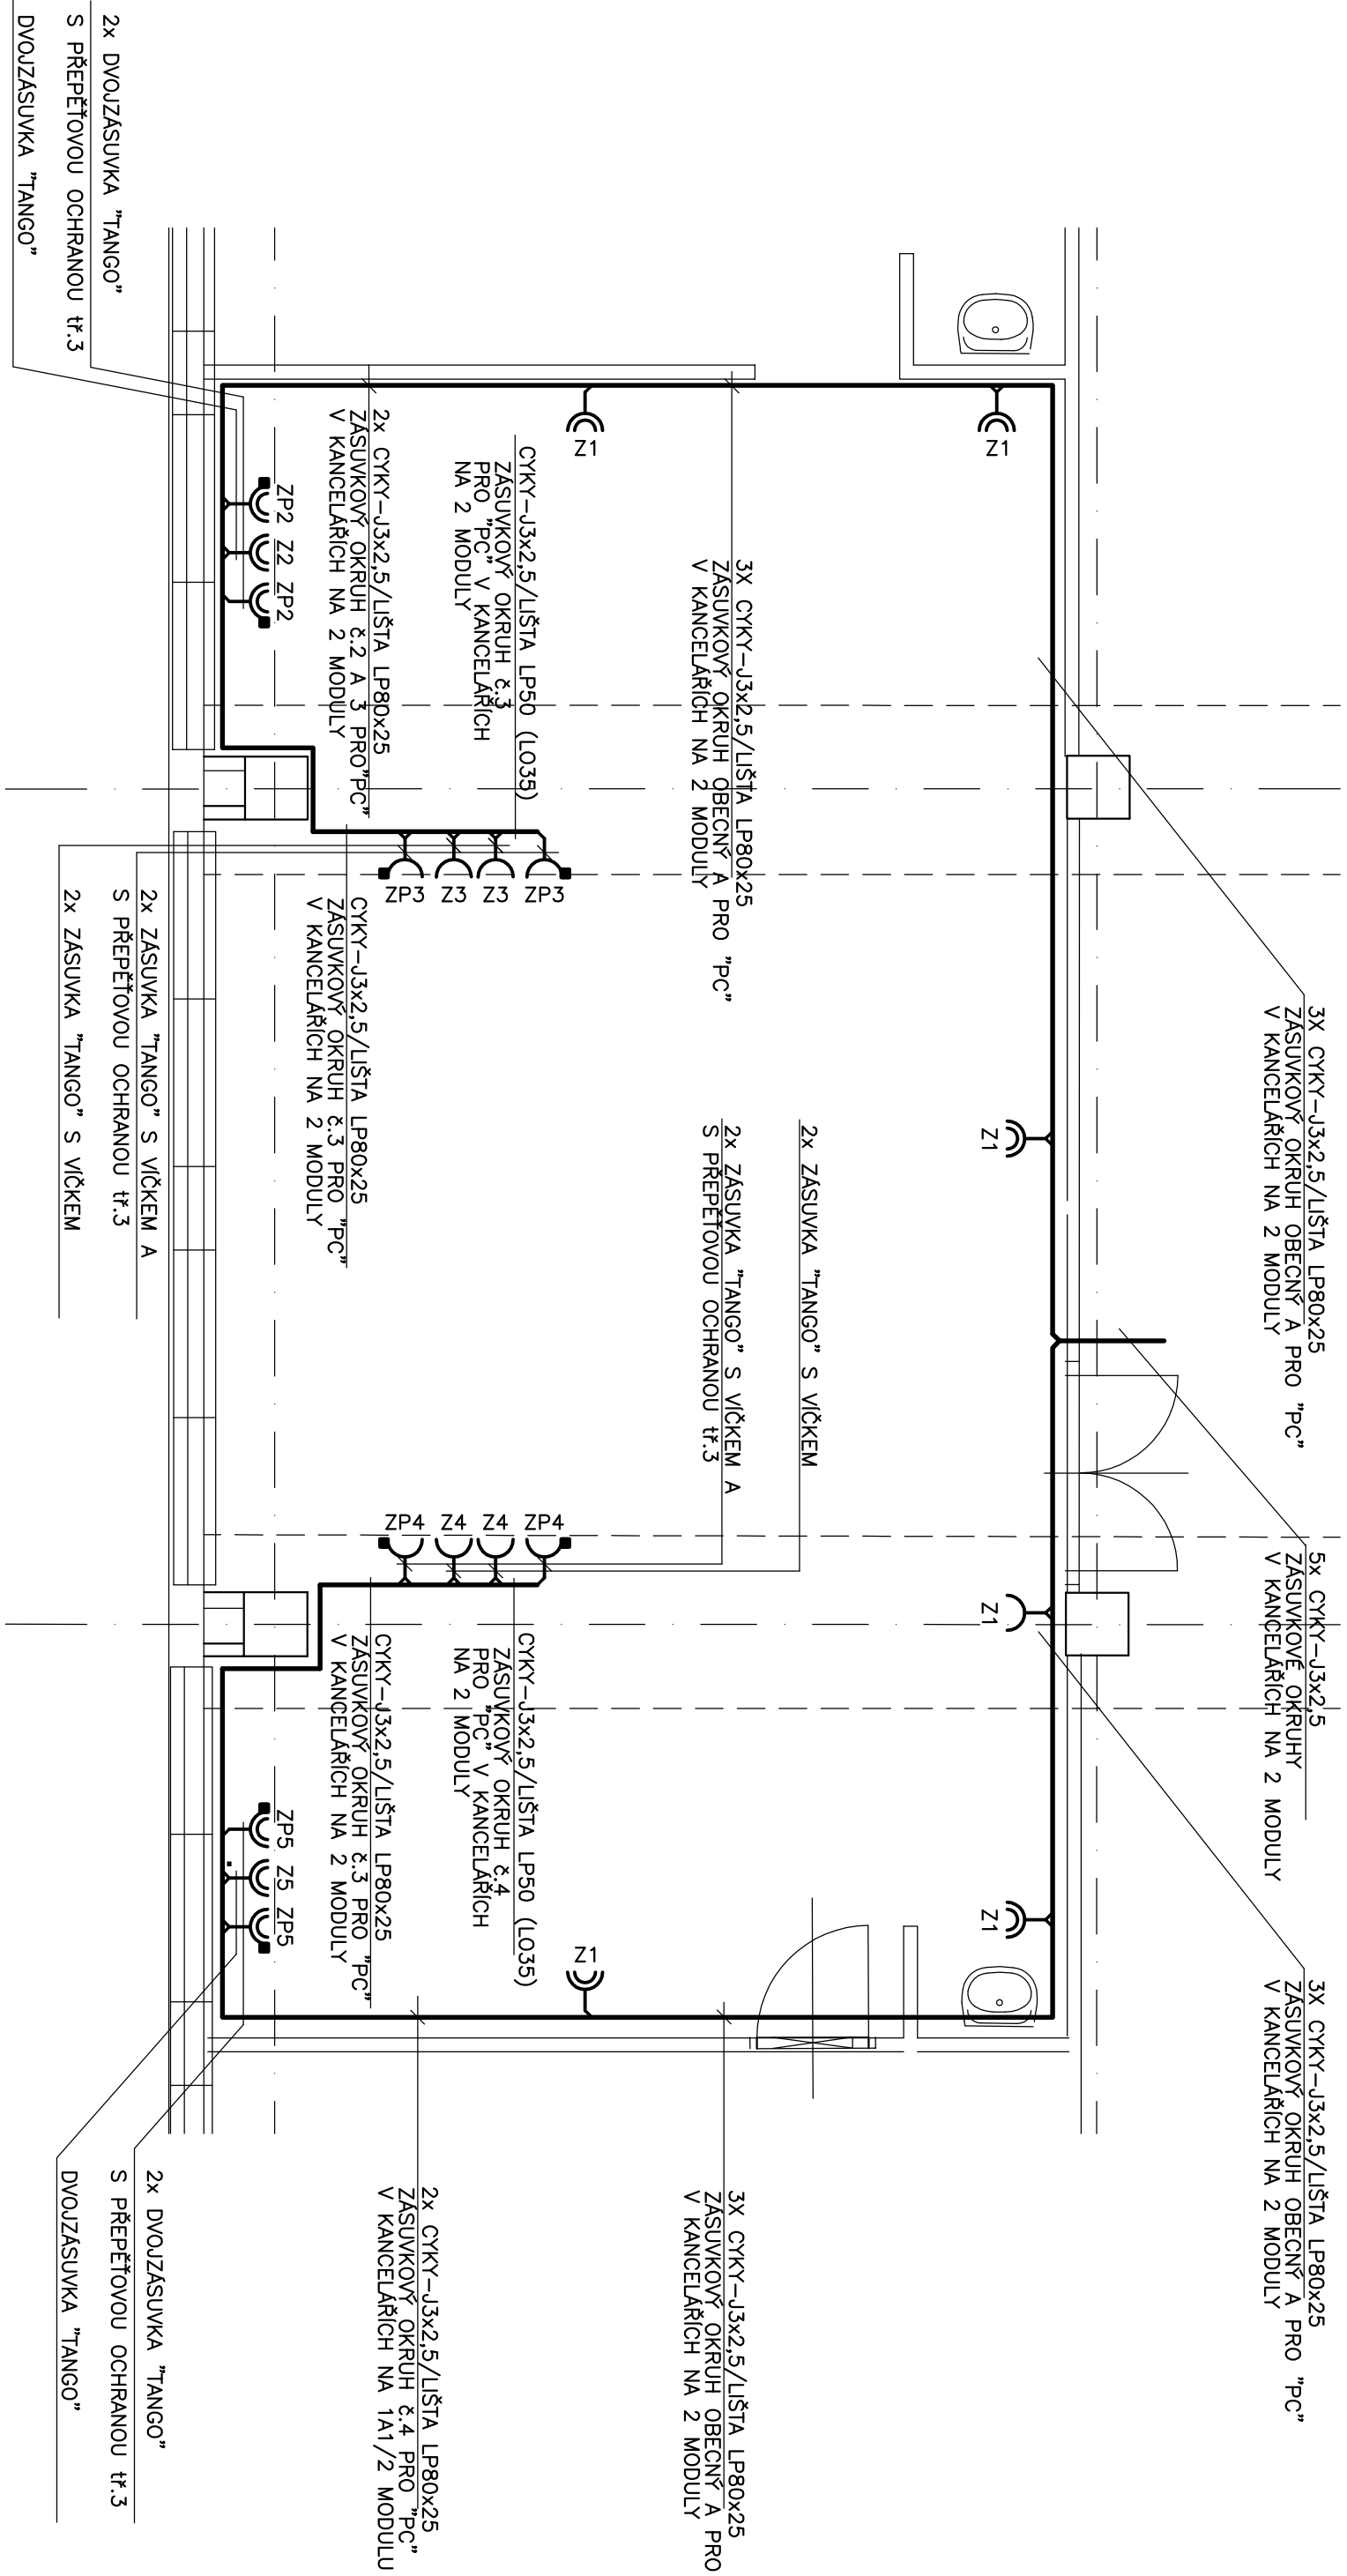 3X CYKY-J3x2,5/LIŠTA LP80x25
ZÁSUVKOVÝ OKRUH OBECNÝ A PRO "PC"
V KANCELÁŘÍCH NA 2 MODULY
5x CYKY-J3x2,5
ZÁSUVKOVÉ OKRUHY
V KANCELÁŘÍCH NA 2 MODULY
3X CYKY-J3x2,5/LIŠTA LP80x25
ZÁSUVKOVÝ OKRUH OBECNÝ A PRO "PC"
V KANCELÁŘÍCH NA 2 MODULY
Z1
Z1
Z1
Z1
Z1
Z1
3X CYKY-J3x2,5/LIŠTA LP80x25
ZÁSUVKOVÝ OKRUH OBECNÝ A PRO "PC"
V KANCELÁŘÍCH NA 2 MODULY
2x ZÁSUVKA "TANGO" S VÍČKEM
2x ZÁSUVKA "TANGO" S VÍČKEM A
S PŘEPĚŤOVOU OCHRANOU tř.3
3X CYKY-J3x2,5/LIŠTA LP80x25
ZÁSUVKOVÝ OKRUH OBECNÝ A PRO
V KANCELÁŘÍCH NA 2 MODULY
CYKY-J3x2,5/LIŠTA LP50 (LO35)
ZÁSUVKOVÝ OKRUH č.3
PRO "PC" V KANCELÁŘÍCH
NA 2 MODULY
ZP3
Z3
Z3
ZP3
ZP4
Z4
Z4
ZP4
CYKY-J3x2,5/LIŠTA LP50 (LO35)
ZÁSUVKOVÝ OKRUH č.4
PRO "PC" V KANCELÁŘÍCH
NA 2 MODULY
2x CYKY-J3x2,5/LIŠTA LP80x25
ZÁSUVKOVÝ OKRUH č.2 A 3 PRO"PC"
V KANCELÁŘÍCH NA 2 MODULY
CYKY-J3x2,5/LIŠTA LP80x25
ZÁSUVKOVÝ OKRUH č.3 PRO "PC"
V KANCELÁŘÍCH NA 2 MODULY
CYKY-J3x2,5/LIŠTA LP80x25
ZÁSUVKOVÝ OKRUH č.3 PRO "PC"
V KANCELÁŘÍCH NA 2 MODULY
2x CYKY-J3x2,5/LIŠTA LP80x25
ZÁSUVKOVÝ OKRUH č.4 PRO "PC"
V KANCELÁŘÍCH NA 1A1/2 MODULU
ZP2 Z2 ZP2
ZP5 Z5 ZP5
2x DVOJZÁSUVKA "TANGO"
S PŘEPĚŤOVOU OCHRANOU tř.3
DVOJZÁSUVKA "TANGO"
2x ZÁSUVKA "TANGO" S VÍČKEM A
S PŘEPĚŤOVOU OCHRANOU tř.3
2x ZÁSUVKA "TANGO" S VÍČKEM
2x DVOJZÁSUVKA "TANGO"
S PŘEPĚŤOVOU OCHRANOU tř.3
DVOJZÁSUVKA "TANGO"